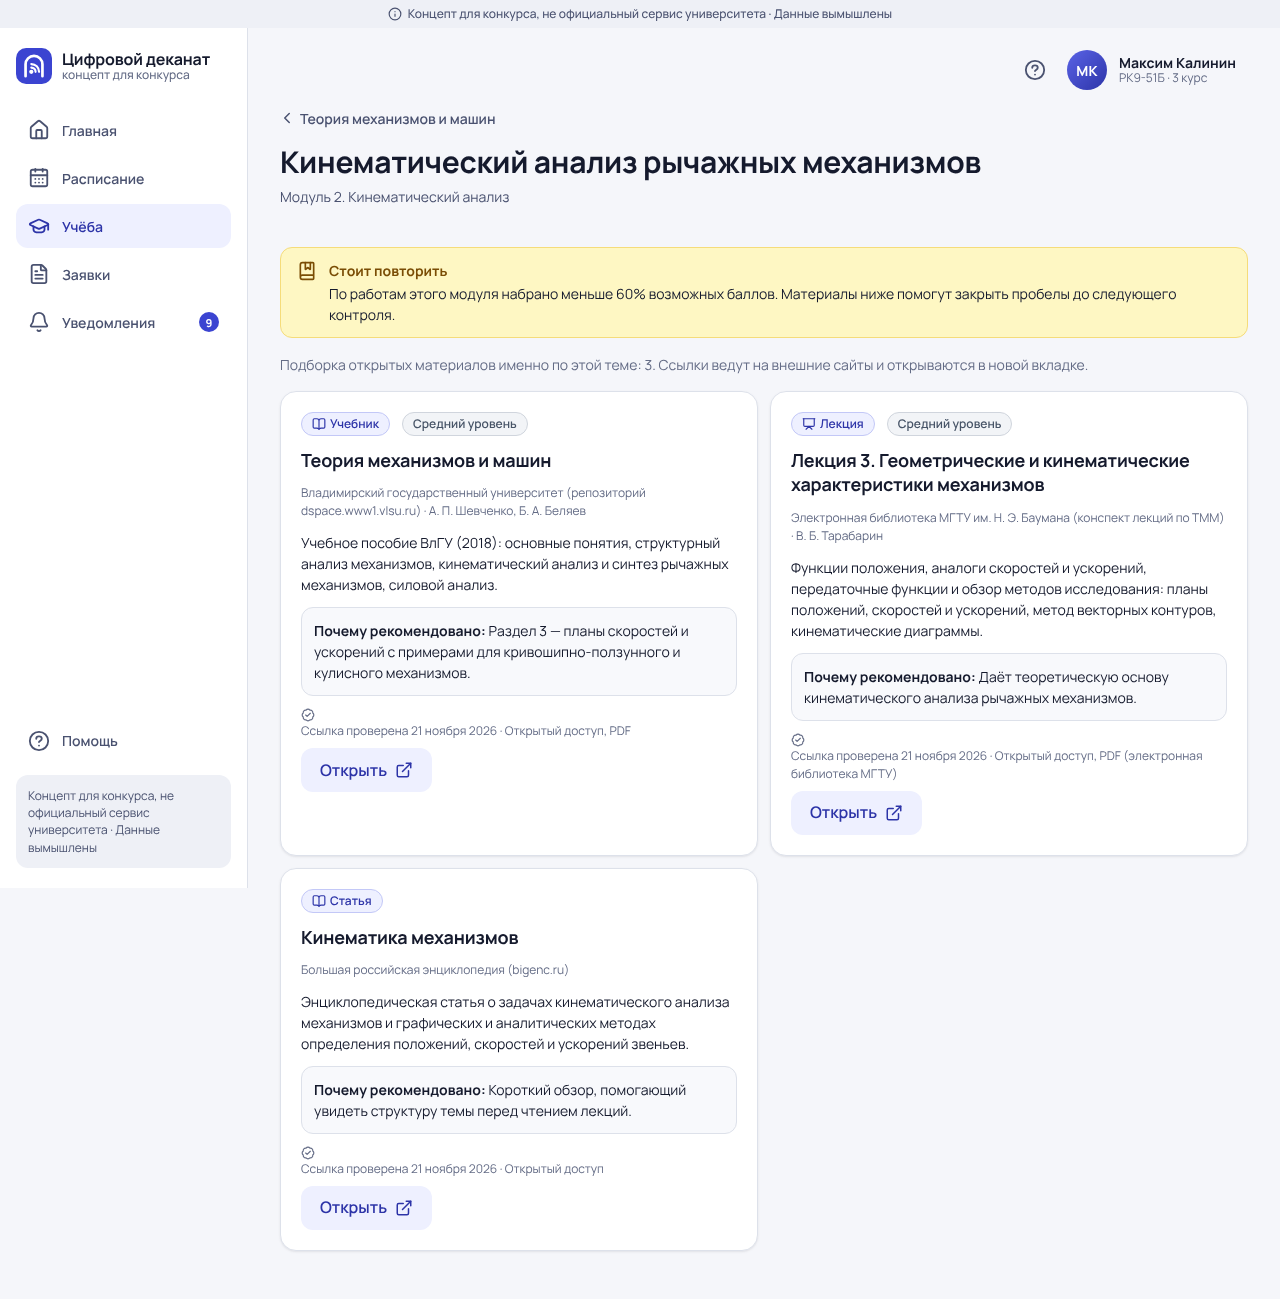 Концепт для конкурса, не официальный сервис университета · Данные вымышлены
Цифровой деканат
концепт для конкурса
Главная
Расписание
Учёба
Заявки
Уведомления
9
Помощь
Концепт для конкурса, не
официальный сервис
университета · Данные
вымышлены
МК
Максим Калинин
РК9-51Б · 3 курс
Теория механизмов и машин
Кинематический анализ рычажных механизмов
Модуль 2. Кинематический анализ
Стоит повторить
По работам этого модуля набрано меньше 60% возможных баллов. Материалы ниже помогут закрыть пробелы до следующего
контроля.
Подборка открытых материалов именно по этой теме: 3. Ссылки ведут на внешние сайты и открываются в новой вкладке.
Учебник
Средний уровень
Теория механизмов и машин
Владимирский государственный университет (репозиторий
dspace.www1.vlsu.ru) · А. П. Шевченко, Б. А. Беляев
Учебное пособие ВлГУ (2018): основные понятия, структурный
анализ механизмов, кинематический анализ и синтез рычажных
механизмов, силовой анализ.
Почему рекомендовано: Раздел 3 — планы скоростей и
ускорений с примерами для кривошипно-ползунного и
кулисного механизмов.
Ссылка проверена 21 ноября 2026 · Открытый доступ, PDF
Открыть
Лекция
Средний уровень
Лекция 3. Геометрические и кинематические
характеристики механизмов
Электронная библиотека МГТУ им. Н. Э. Баумана (конспект лекций по ТММ)
· В. Б. Тарабарин
Функции положения, аналоги скоростей и ускорений,
передаточные функции и обзор методов исследования: планы
положений, скоростей и ускорений, метод векторных контуров,
кинематические диаграммы.
Почему рекомендовано: Даёт теоретическую основу
кинематического анализа рычажных механизмов.
Ссылка проверена 21 ноября 2026 · Открытый доступ, PDF (электронная
библиотека МГТУ)
Открыть
Статья
Кинематика механизмов
Большая российская энциклопедия (bigenc.ru)
Энциклопедическая статья о задачах кинематического анализа
механизмов и графических и аналитических методах
определения положений, скоростей и ускорений звеньев.
Почему рекомендовано: Короткий обзор, помогающий
увидеть структуру темы перед чтением лекций.
Ссылка проверена 21 ноября 2026 · Открытый доступ
Открыть